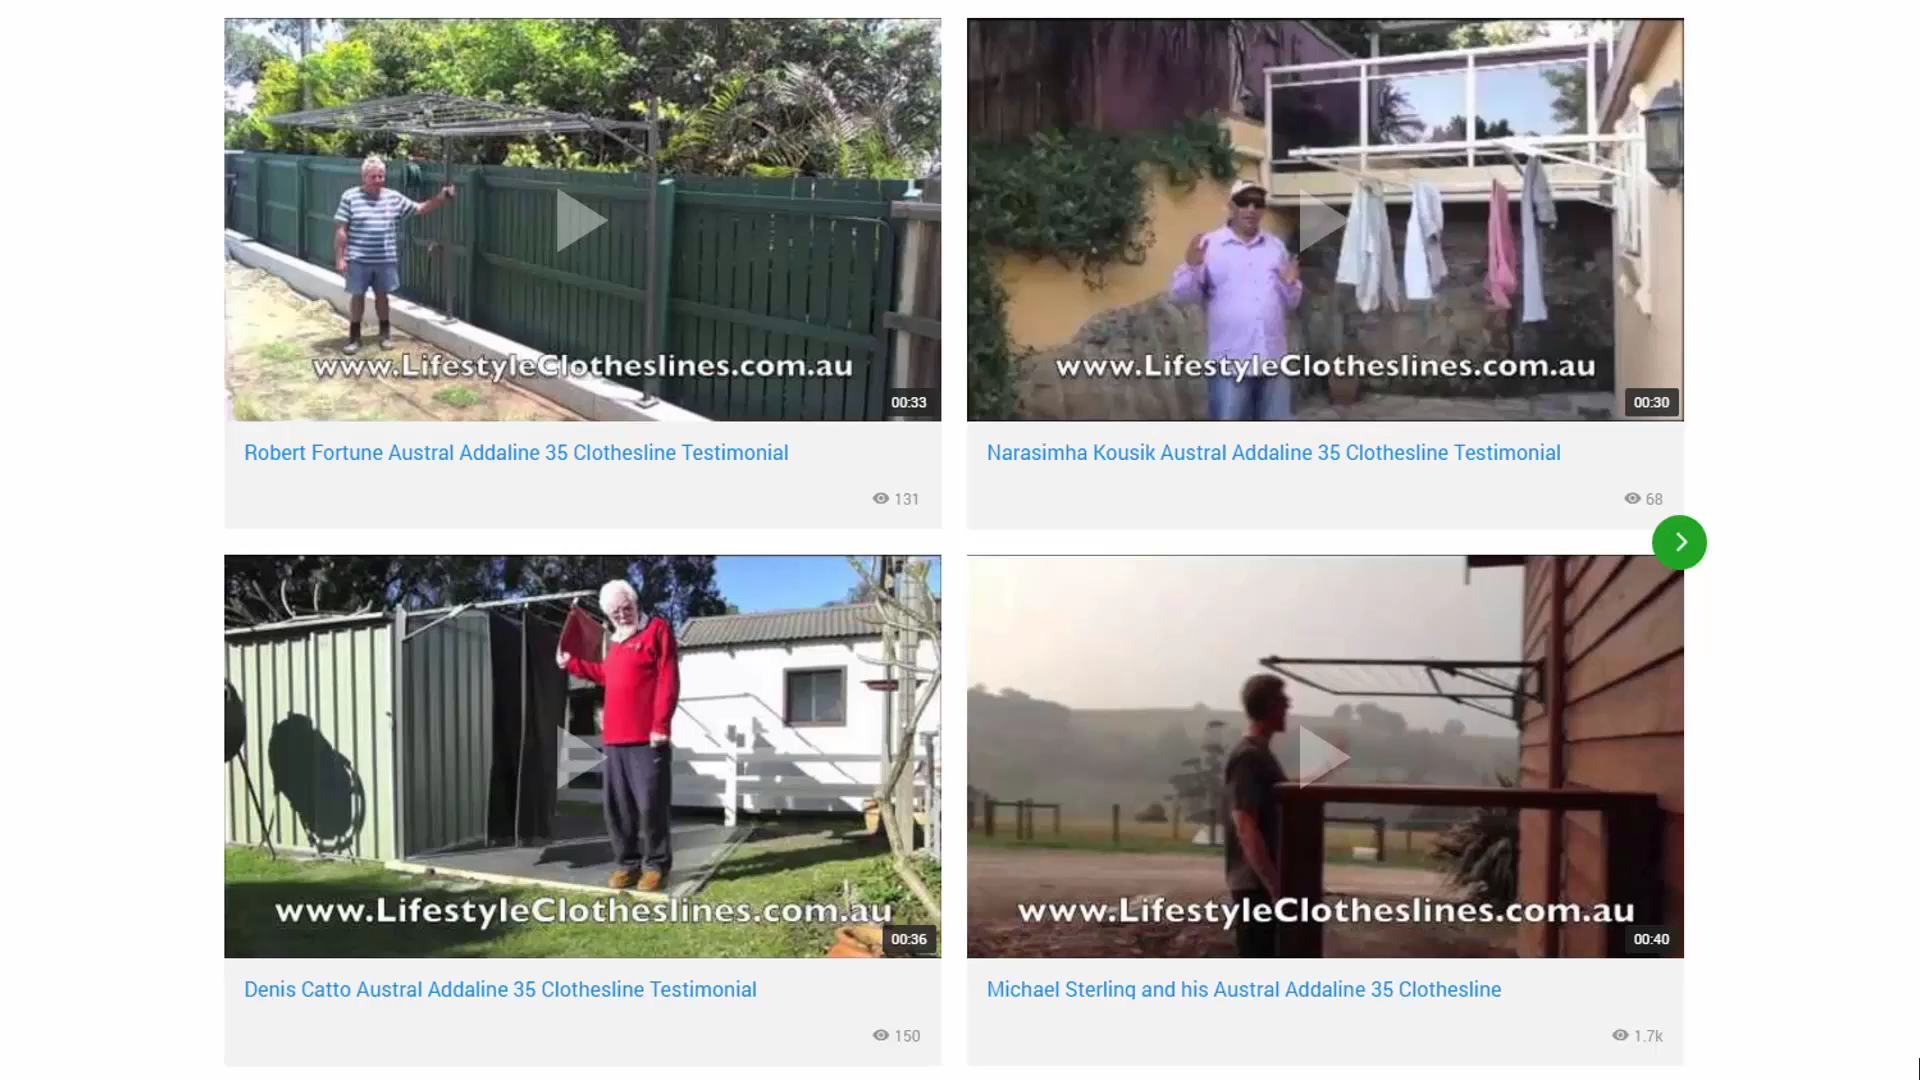 www.LifestyleClotheslines.com.au
00:33
Robert Fortune Austral Addaline 35 Clothesline Testimonial
131
www.LifestyleClotheslines.com.au
00:30
Narasimha Kousik Austral Addaline 35 Clothesline Testimonial
68
www.LifestyleClotheslines.com.au
00:36
Denis Catto Austral Addaline 35 Clothesline Testimonial
150
www.LifestyleClotheslines.com.au
00:40
Michael Sterling and his Austral Addaline 35 Clothesline
1.7k